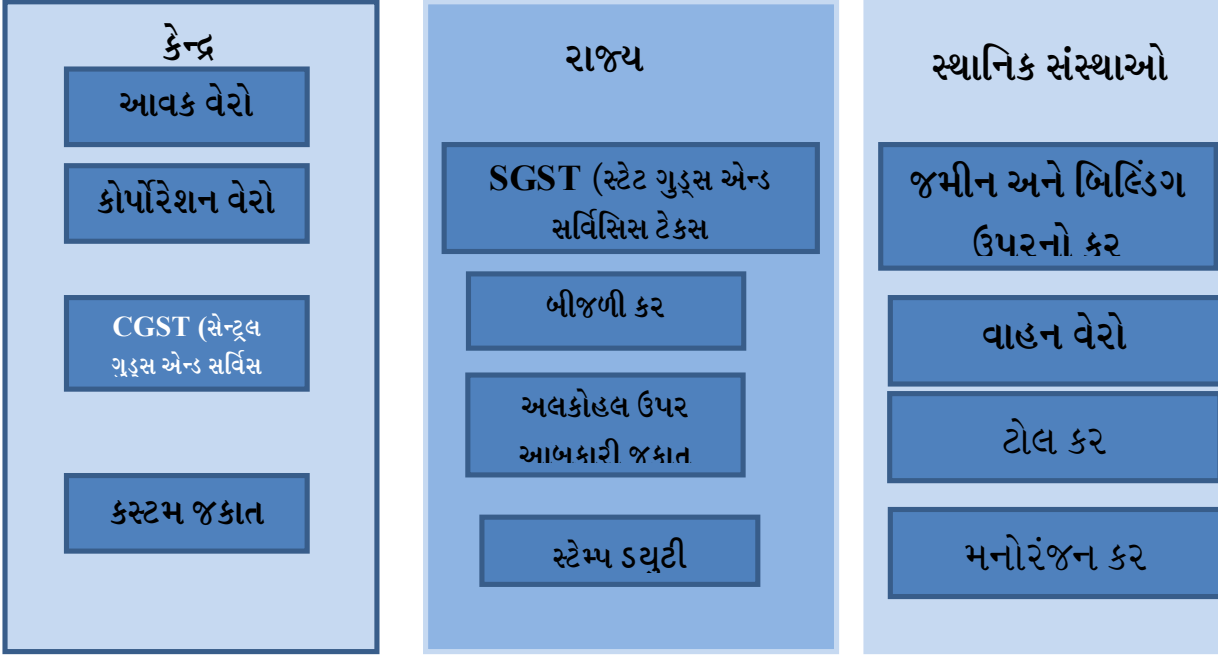 કેન્દ્ર
આવક વેરો
કોર્પોરેશન વેરો
CGST (સેન્ટ્રલ
ગુડ્સ એન્ડ સર્વિસ
કસ્ટમ જકાત
રાજ્ય
SGST (સ્ટેટ ગુડ્સ એન્ડ
સર્વિસિસ ટેકસ
બીજળી કર
અલકોહલ ઉપર
આબકારી જકાત
સ્ટેમ્પ ડયુટી
સ્થાનિક સંસ્થાઓ
જમીન અને બિલ્ડિંગ
ઉપરનો કર
વાહન વેરો
ટોલ કર
મનોરંજન કર